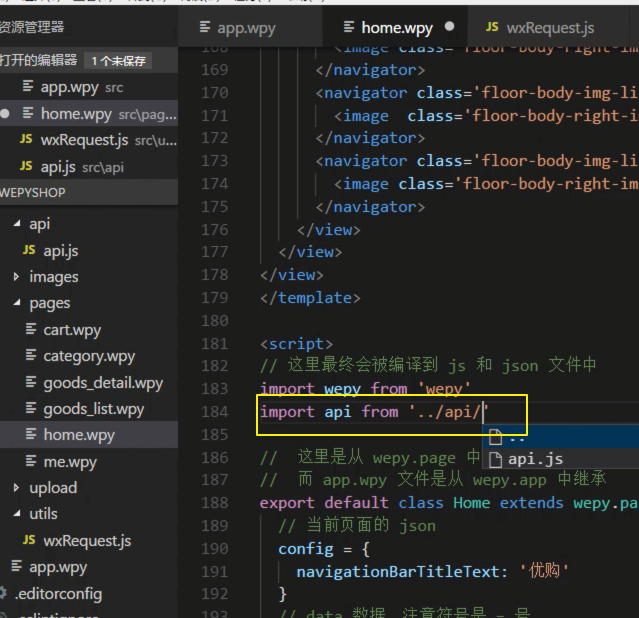 资源管理器
app.wpy
home.wpy
JS wxRequest.js
打开的编辑器 1 个未保存
app.wpy src
home.wpy src\pag...
JS wxRequest.js src\u...
JS api.js src\api
WEPYSHOP
api
JS api.js
images
pages
cart.wpy
category.wpy
goods_detail.wpy
goods_list.wpy
home.wpy
me.wpy
upload
utils
JS wxRequest.js
app.wpy
.editorconfig
168 <image class='floor-body-right-im
169 </navigator>
170 <navigator class='floor-body-img-li
171 <image  class='floor-body-right-i
172 </navigator>
173 <navigator class='floor-body-img-li
174 <image class='floor-body-right-im
175 </navigator>
176 </view>
177 </view>
178 </view>
179 </template>
180
181 <script>
182 // 这里最终会被编译到 js 和 json 文件中
183 import wepy from 'wepy'
184 import api from '../api/'
185
..
api.js
186 // 这里是从 wepy.page 中
187 // 而 app.wpy 文件是从 wepy.app 中继承
188 export default class Home extends wepy.pa
189 // 当前页面的 json
190 config = {
191 navigationBarTitleText: '优购'
192 }
193 // data 数据 注意符号是 = 号